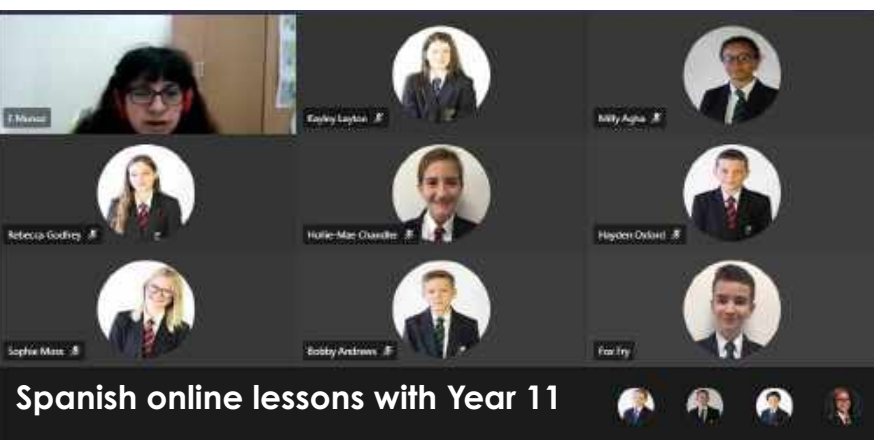 F Munoz
Kayley Layton
Milly Agha
Rebecca Godfrey
Hollie-Mae Chandler
Hayden Oxford
Sophie Moss
Bobby Andrews
Fox Fry
Spanish online lessons with Year 11